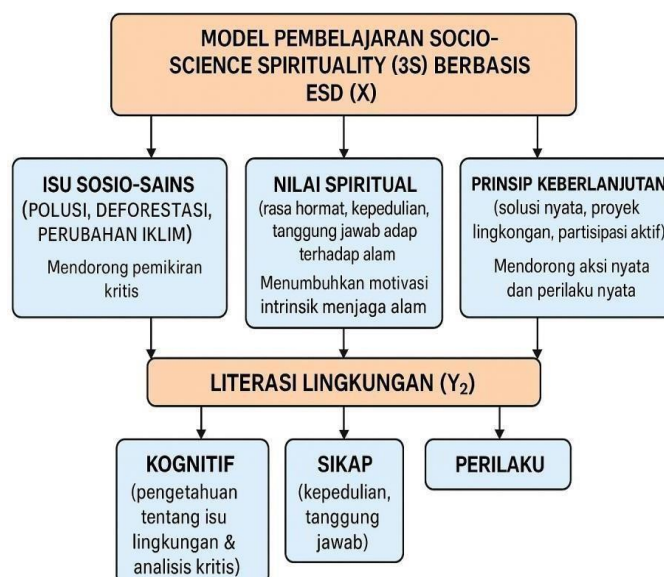 MODEL PEMBELAJARAN SOCIO-
SCIENCE SPIRITUALITY (3S) BERBASIS
ESD (X)
ISU SOSIO-SAINS
(POLUSI, DEFORESTASI,
PERUBAHAN IKLIM)
Mendorong pemikiran
kritis
NILAI SPIRITUAL
(rasa hormat, kepedulian,
tanggung jawab adap
terhadap alam
Menumbuhkan motivasi
intrinsik menjaga alam
PRINSIP KEBERLANJUTAN
(solusi nyata, proyek
lingkungan, partisipasi aktif)
Mendorong aksi nyata
dan perilaku nyata
LITERASI LINGKUNGAN (Y₂)
KOGNITIF
(pengetahuan
tentang isu
lingkungan &
analisis kritis)
SIKAP
(kepedulian,
tanggung
jawab)
PERILAKU